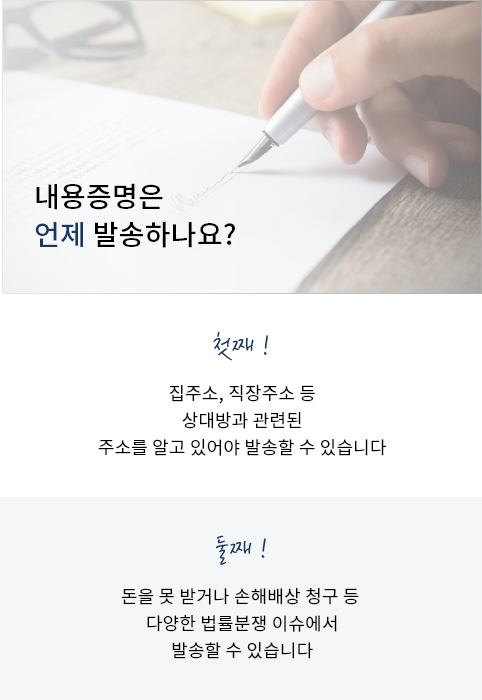 내용증명은
언제 발송하나요?
첫째 !
집주소, 직장주소 등
상대방과 관련된
주소를 알고 있어야 발송할 수 있습니다
둘째 !
돈을 못 받거나 손해배상 청구 등
다양한 법률분쟁 이슈에서
발송할 수 있습니다